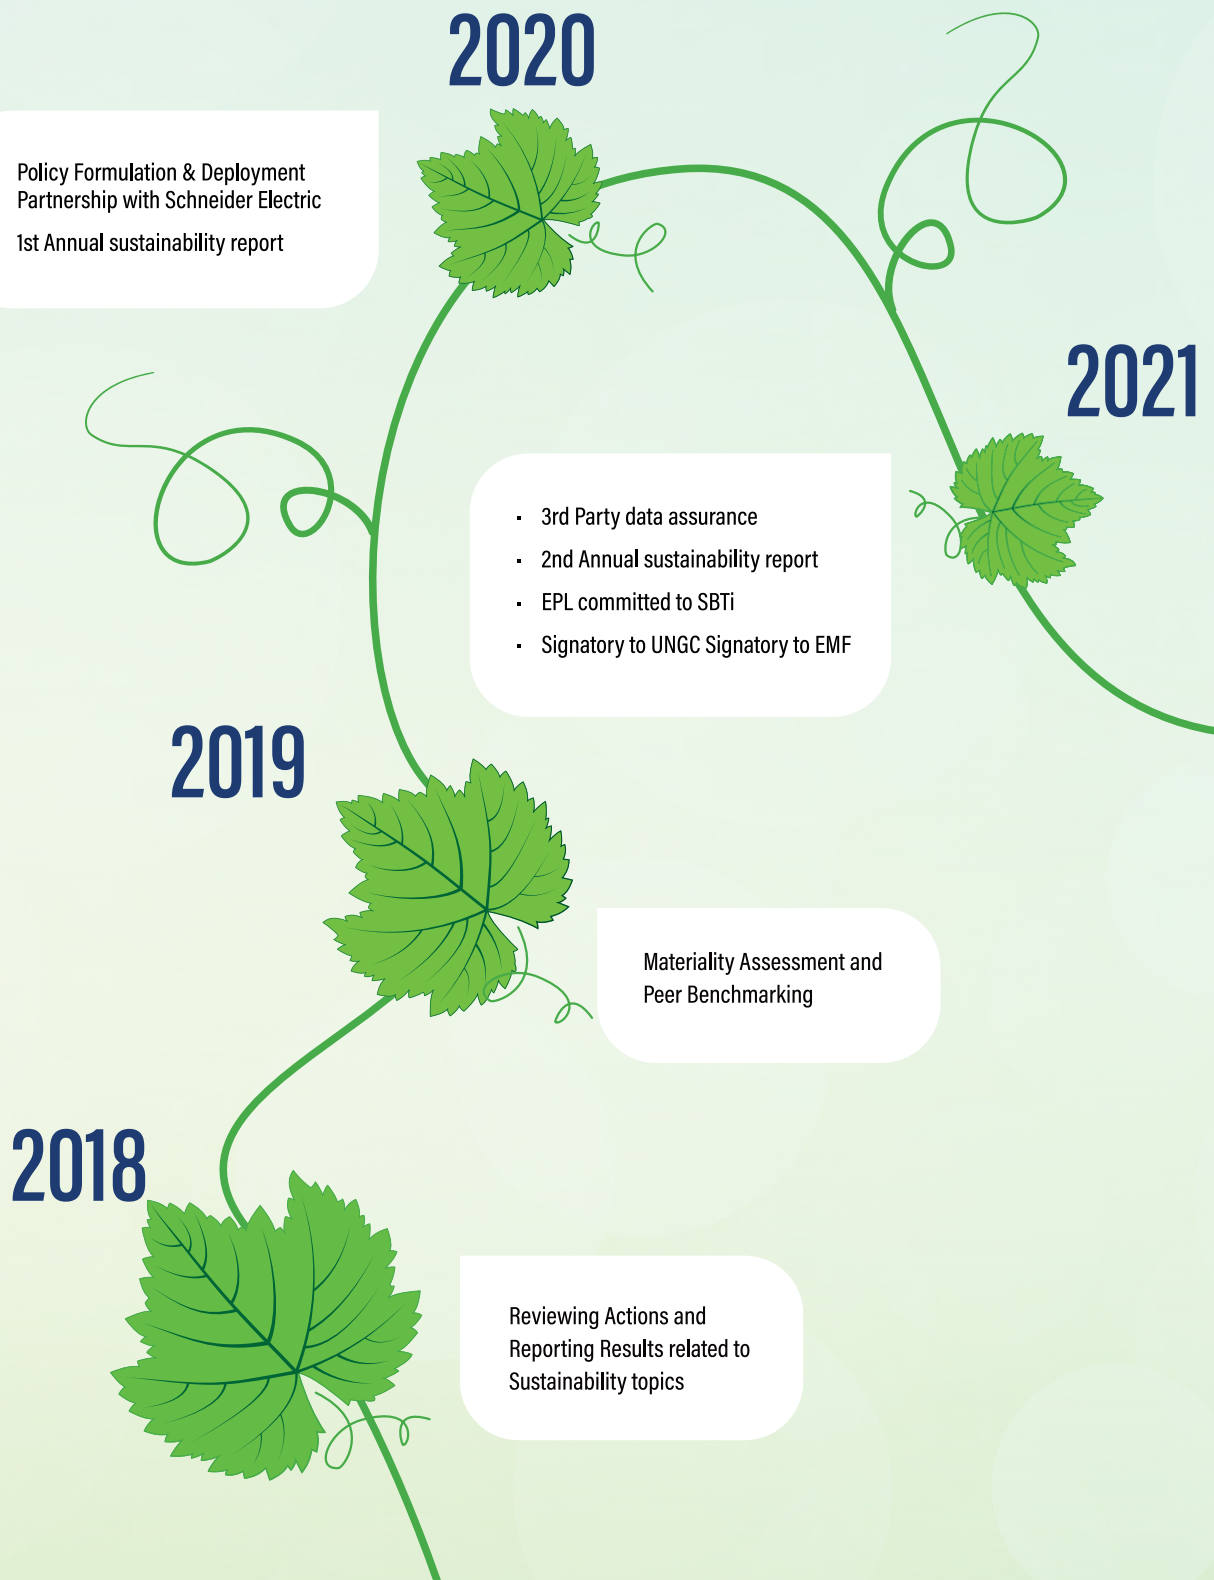 2020
Policy Formulation & Deployment
Partnership with Schneider Electric
1st Annual sustainability report
2021
▪ 3rd Party data assurance
▪ 2nd Annual sustainability report
▪ EPL committed to SBTi
▪ Signatory to UNGC Signatory to EMF
2019
Materiality Assessment and
Peer Benchmarking
2018
Reviewing Actions and
Reporting Results related to
Sustainability topics